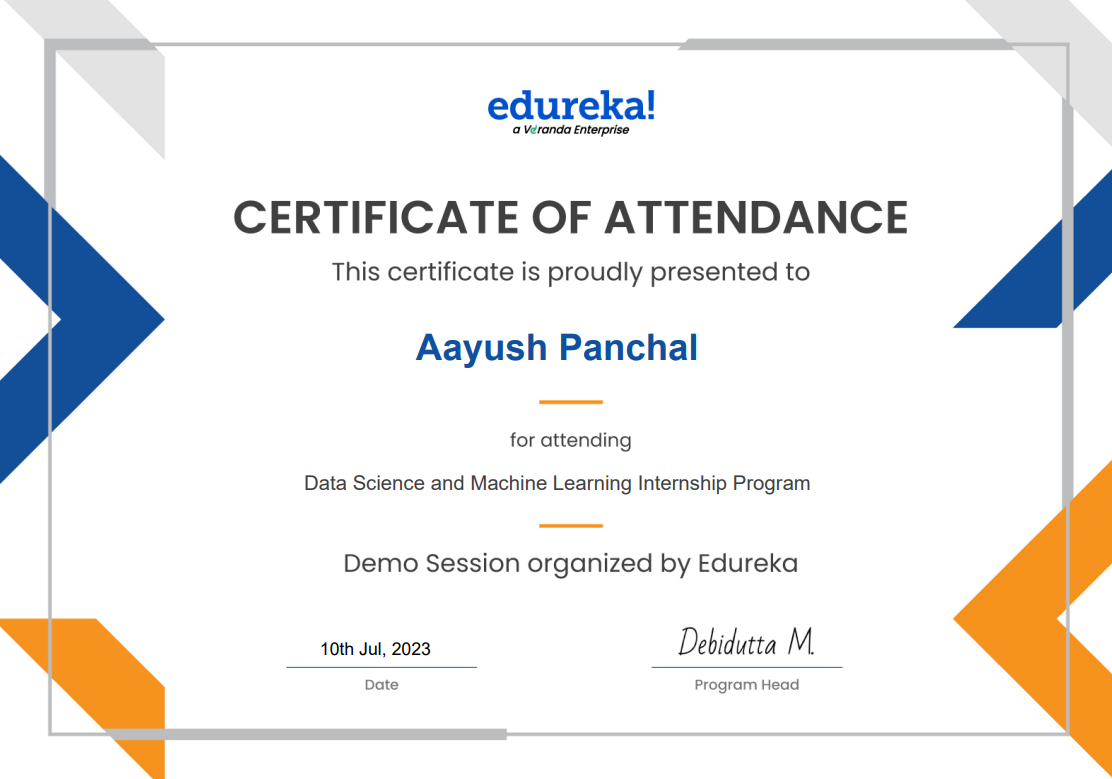 edureka!
a Veranda Enterprise
CERTIFICATE OF ATTENDANCE
This certificate is proudly presented to
Aayush Panchal
for attending
Data Science and Machine Learning Internship Program
Demo Session organized by Edureka
10th Jul, 2023
Debidutta M.
Date
Program Head